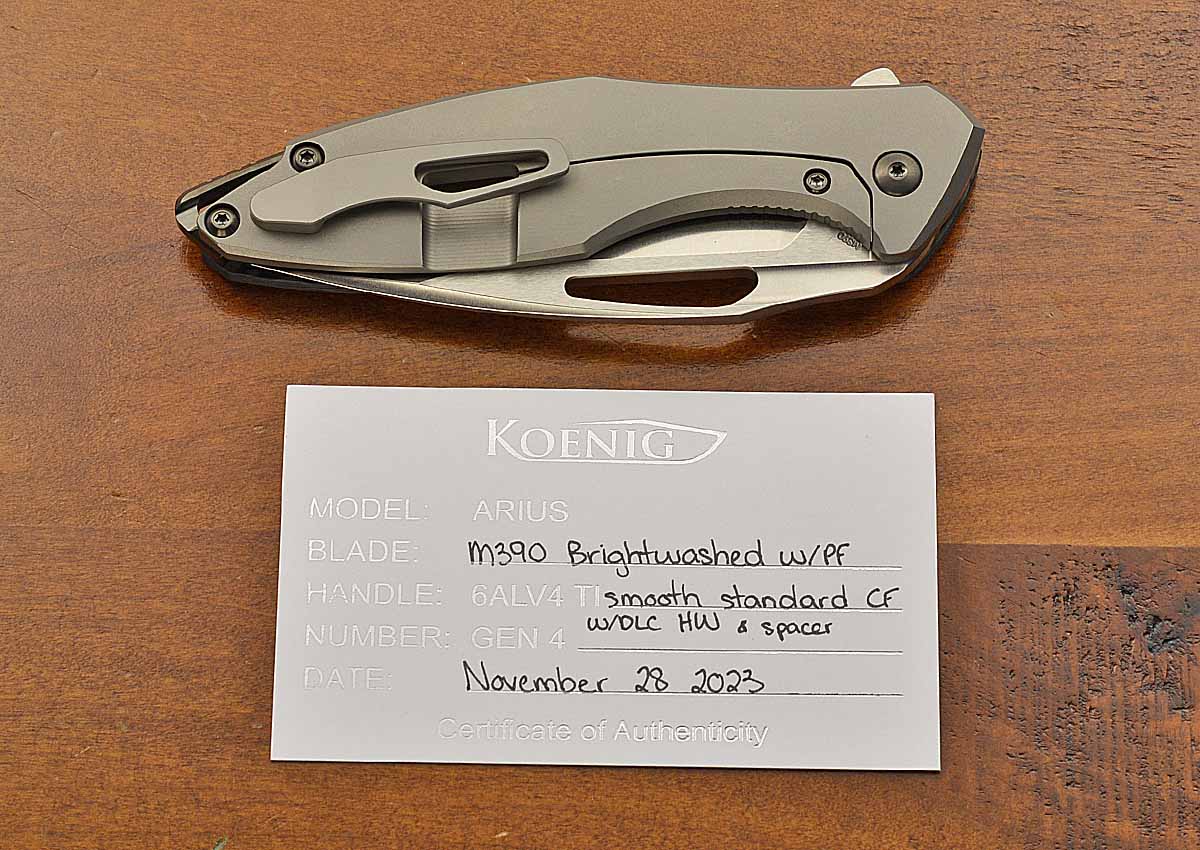 KOENIG
MODEL: ARIUS
BLADE: M390 Brightwashed w/PF
HANDLE: 6ALV4 TI smooth standard CF
w/DLC HW & spacer
NUMBER: GEN 4
DATE: November 28 2023
Certificate of Authenticity